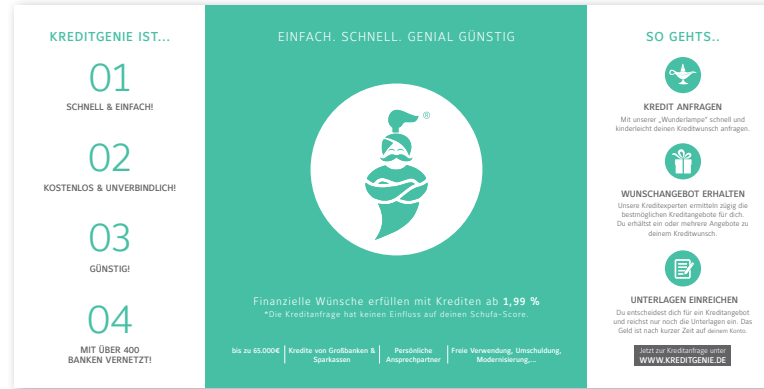 KREDITGENIE IST...
01
SCHNELL & EINFACH!
02
KOSTENLOS & UNVERBINDLICH!
03
GÜNSTIG!
04
MIT ÜBER 400
BANKEN VERNETZT!
EINFACH. SCHNELL. GENIAL GÜNSTIG
®
Finanzielle Wünsche erfüllen mit Krediten ab 1,99 %
*Die Kreditanfrage hat keinen Einfluss auf deinen Schufa-Score.
bis zu 65.000€
Kredite von Großbanken &
Sparkassen
Persönliche
Ansprechpartner
Freie Verwendung, Umschuldung,
Modernisierung,...
SO GEHTS..
KREDIT ANFRAGEN
Mit unserer „Wunderlampe" schnell und
kinderleicht deinen Kreditwunsch anfragen.
WUNSCHANGEBOT ERHALTEN
Unsere Kreditexperten ermitteln zügig die
bestmöglichen Kreditangebote für dich.
Du erhältst ein oder mehrere Angebote zu
deinem Kreditwunsch.
UNTERLAGEN EINREICHEN
Du entscheidest dich für ein Kreditangebot
und reichst nur noch die Unterlagen ein. Das
Geld ist nach kurzer Zeit auf deinem Konto.
Jetzt zur Kreditanfrage unter
WWW.KREDITGENIE.DE